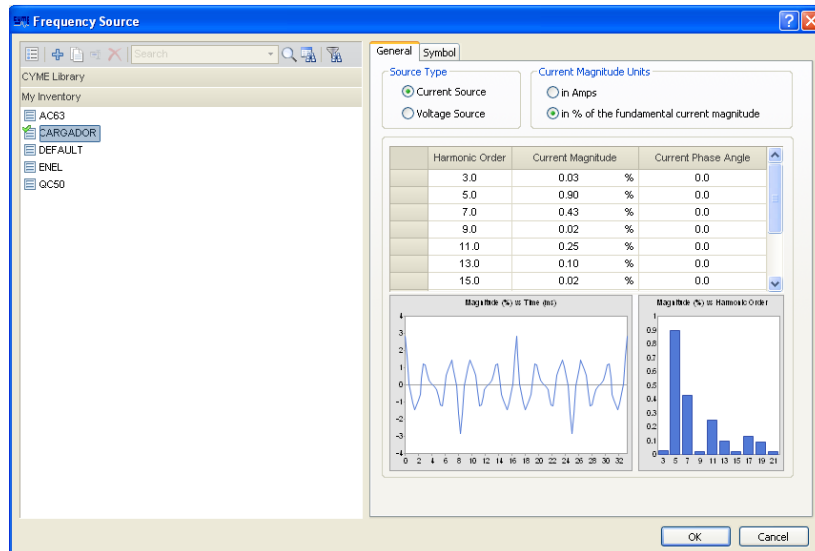 CYME Frequency Source
Search
CYME Library
My Inventory
AC63
CARGADOR
DEFAULT
ENEL
QC50
General Symbol
Source Type
Current Source
Voltage Source
Current Magnitude Units
in Amps
in % of the fundamental current magnitude
Harmonic Order Current Magnitude Current Phase Angle
3.0 0.03 % 0.0
5.0 0.90 % 0.0
7.0 0.43 % 0.0
9.0 0.02 % 0.0
11.0 0.25 % 0.0
13.0 0.10 % 0.0
15.0 0.02 % 0.0
Magnitude (%) vs Time (ms)
4
3
2
1
0
-1
-2
-3
-4
0 2 4 6 8 10 12 14 16 18 20 22 24 26 28 30 32
Magnitude (%) vs Harmonic Order
1
0.9
0.8
0.7
0.6
0.5
0.4
0.3
0.2
0.1
0
3 5 7 9 11 13 15 17 19 21
OK Cancel